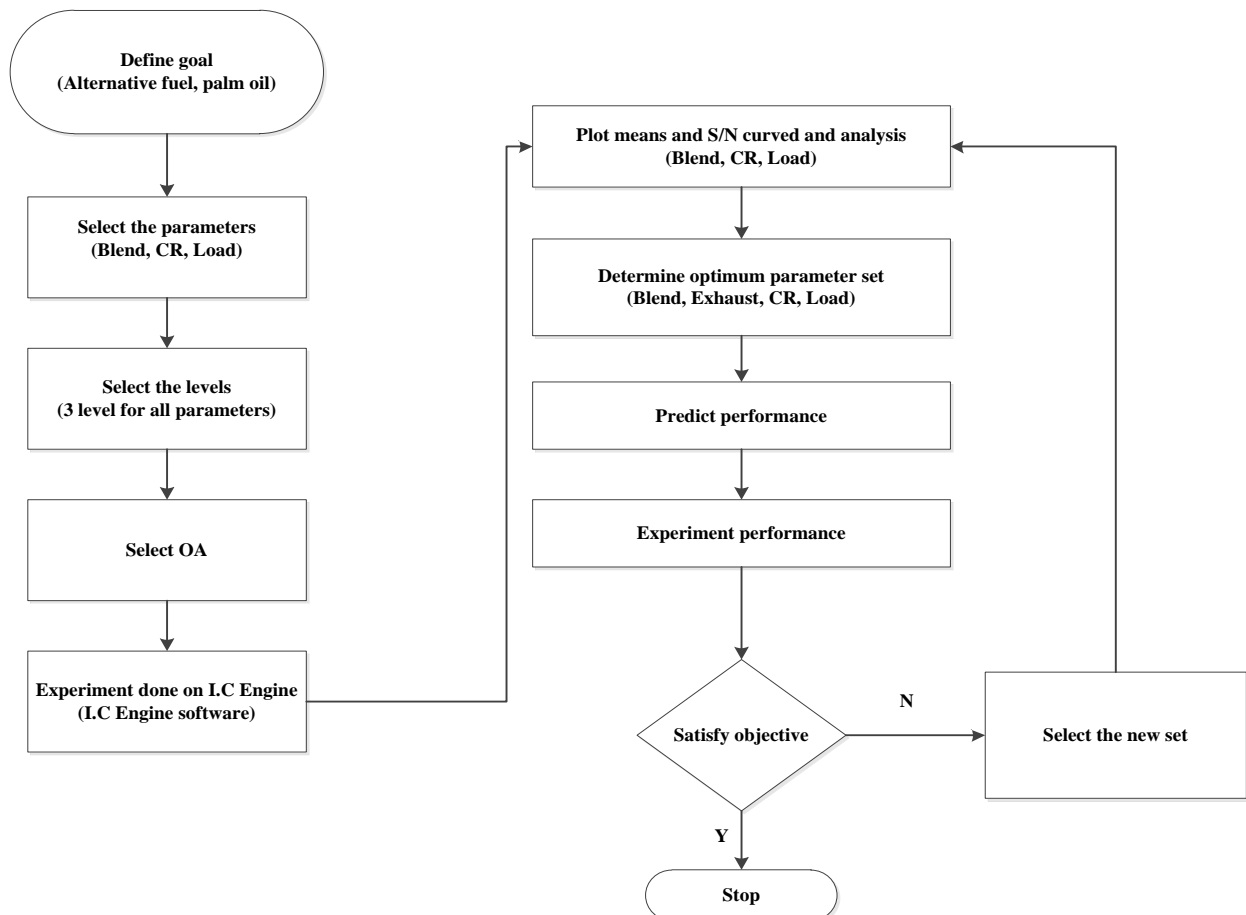 Define goal
(Alternative fuel, palm oil)
Select the parameters
(Blend, CR, Load)
Select the levels
(3 level for all parameters)
Select OA
Experiment done on I.C Engine
(I.C Engine software)
Plot means and S/N curved and analysis
(Blend, CR, Load)
Determine optimum parameter set
(Blend, Exhaust, CR, Load)
Predict performance
Experiment performance
Satisfy objective
N
Select the new set
Y
Stop